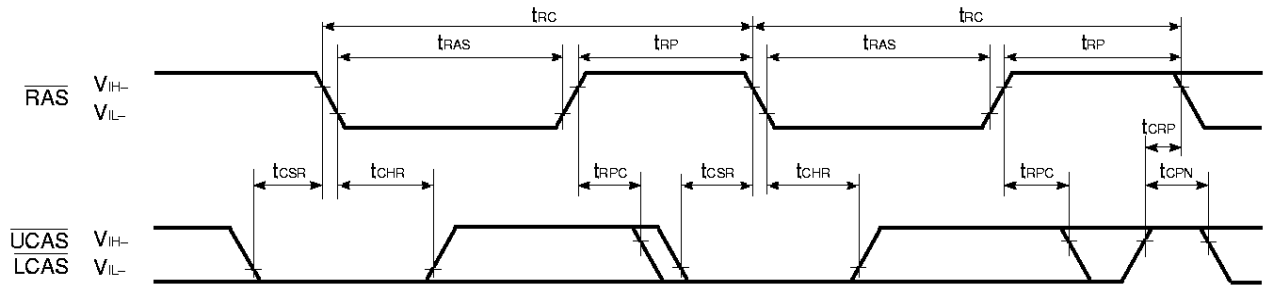 tRC tRC
tRAS tRP tRAS tRP
RAS VIH–
VIL–
tCRP
tCSR tCHR tRPC tCSR tCHR tRPC tCPN
UCAS VIH–
LCAS VIL–